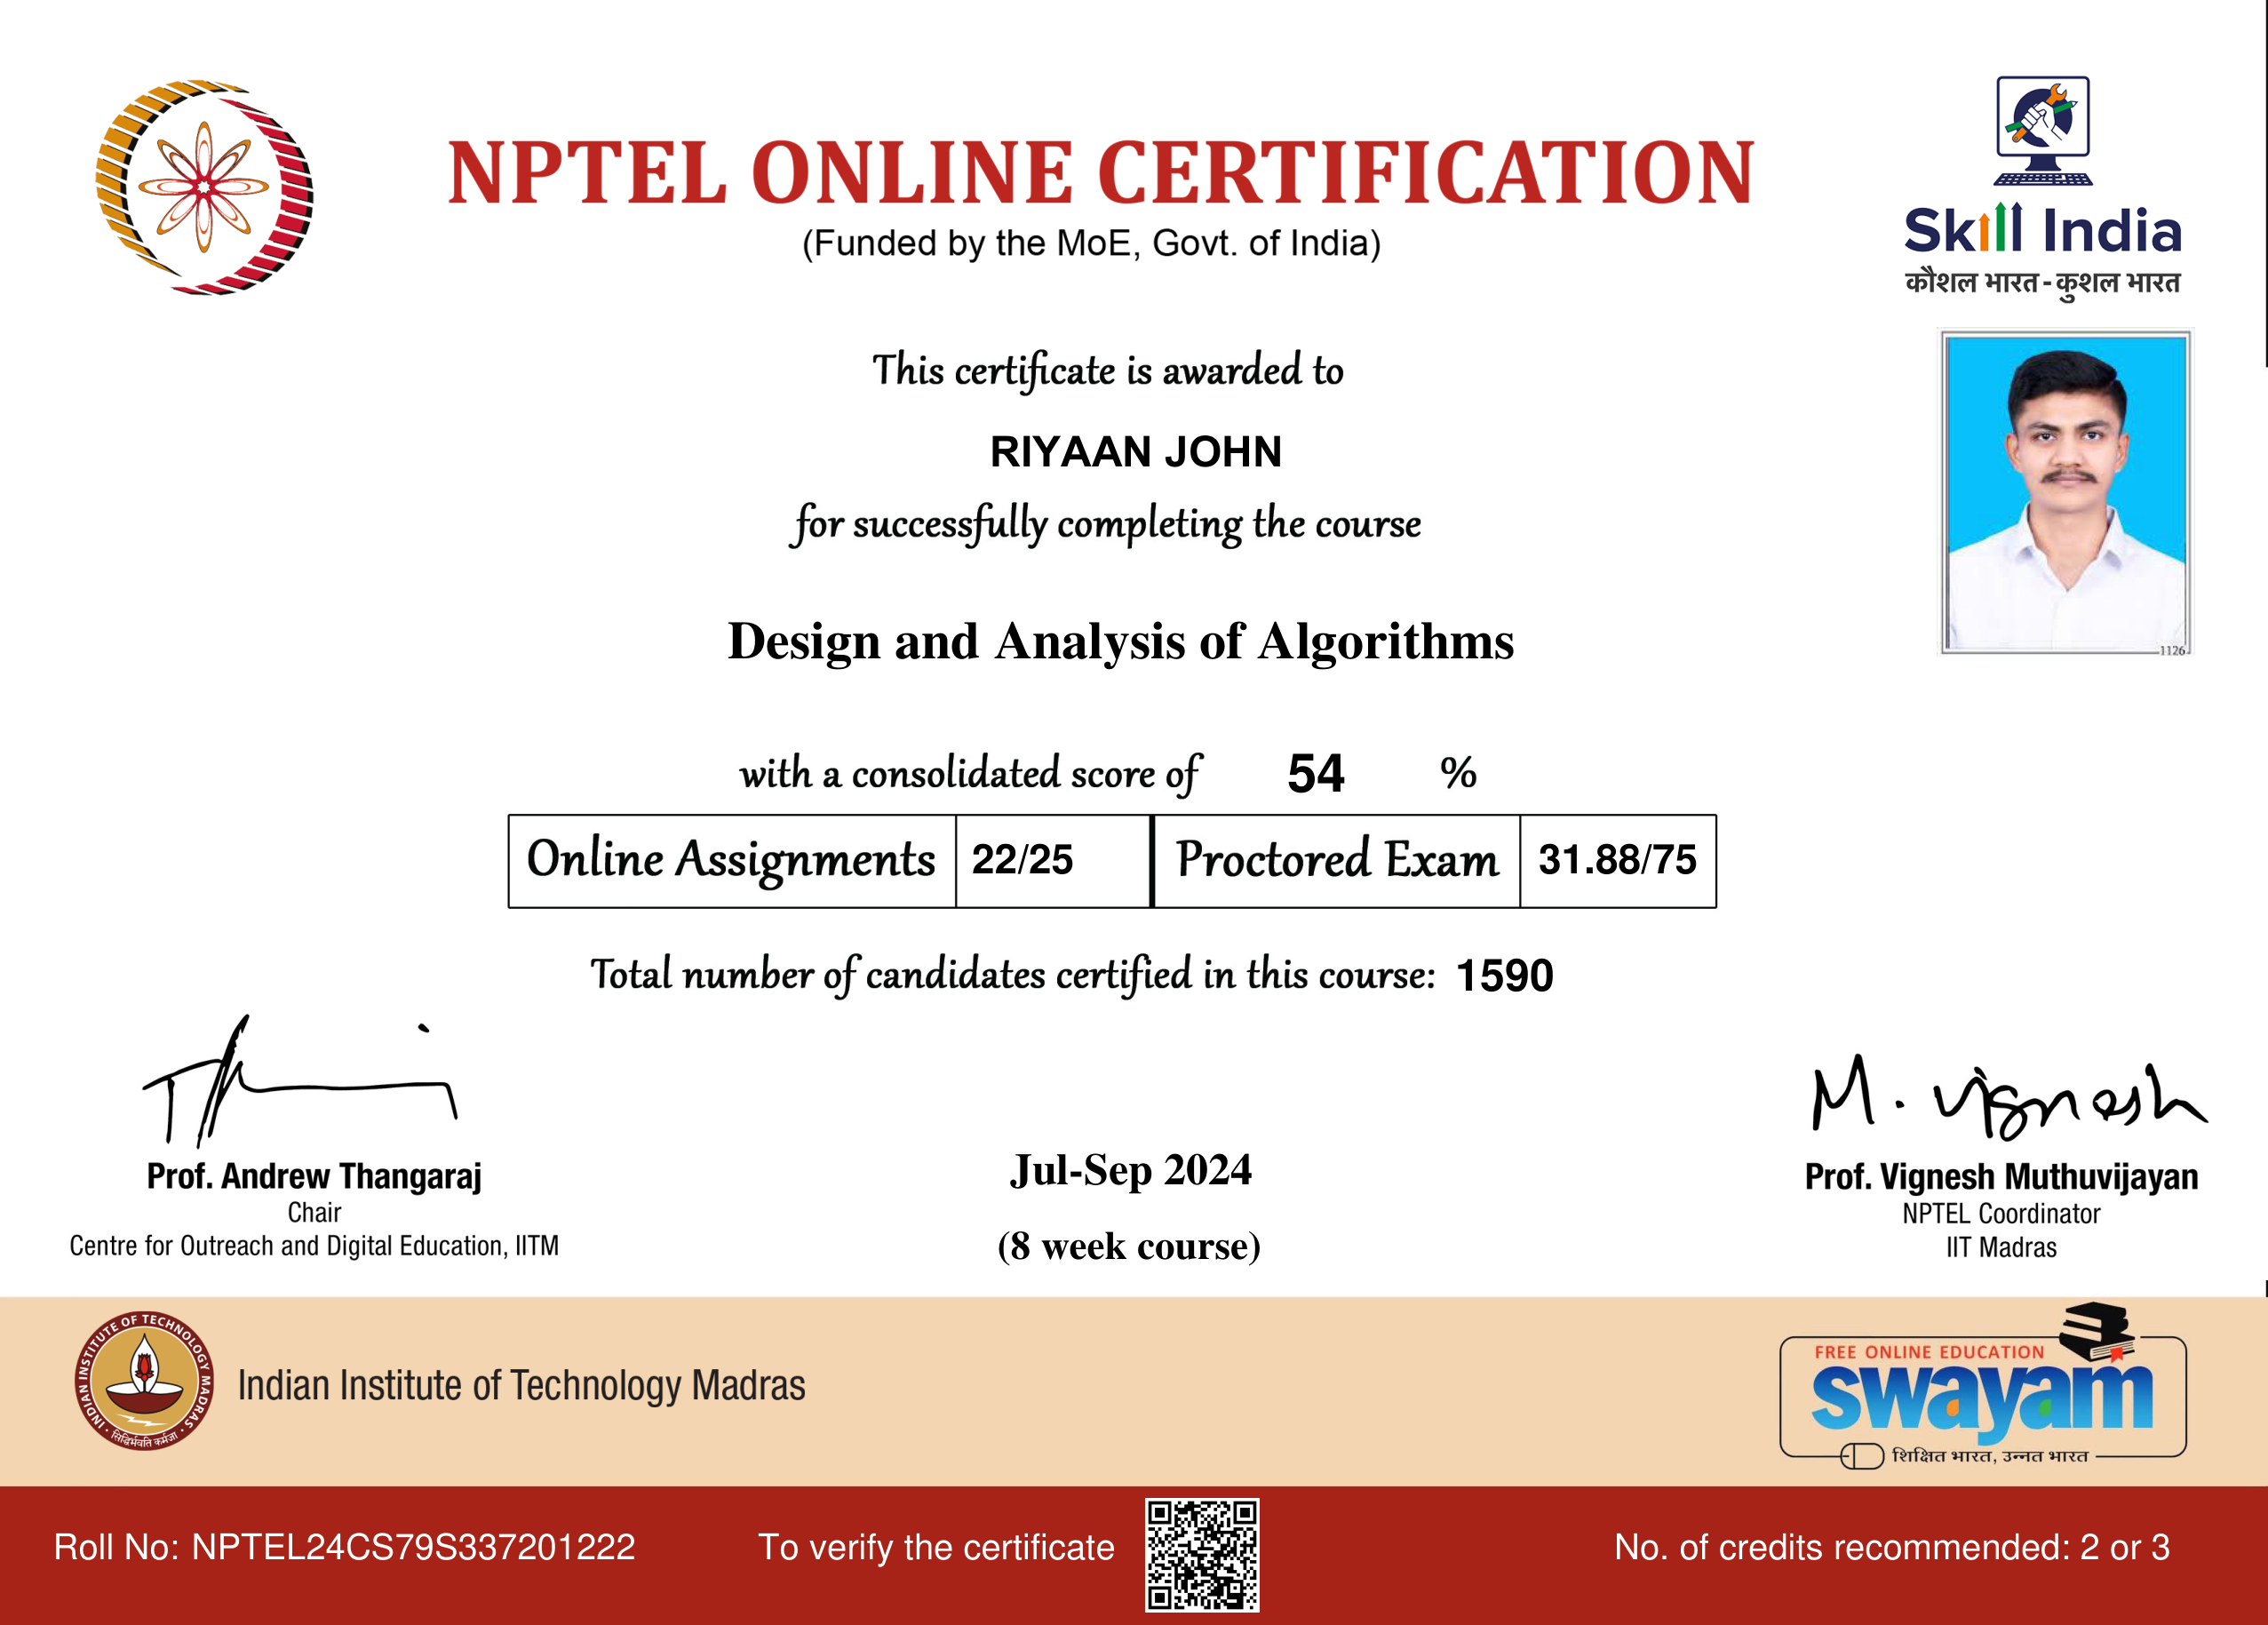 NPTEL ONLINE CERTIFICATION
(Funded by the MoE, Govt. of India)
Skill India
कौशल भारत - कुशल भारत
This certificate is awarded to
RIYAAN JOHN
for successfully completing the course
1126
Design and Analysis of Algorithms
with a consolidated score of 54 %
Online Assignments 22/25 Proctored Exam 31.88/75
Total number of candidates certified in this course: 1590
M. Vignesh
Prof. Andrew Thangaraj
Chair
Centre for Outreach and Digital Education, IITM
Jul-Sep 2024
(8 week course)
Prof. Vignesh Muthuvijayan
NPTEL Coordinator
IIT Madras
INDIAN INSTITUTE OF TECHNOLOGY MADRAS
सिद्धिर्भवति कर्मजा
Indian Institute of Technology Madras
FREE ONLINE EDUCATION
swayam
शिक्षित भारत, उन्नत भारत
Roll No: NPTEL24CS79S337201222
To verify the certificate
No. of credits recommended: 2 or 3